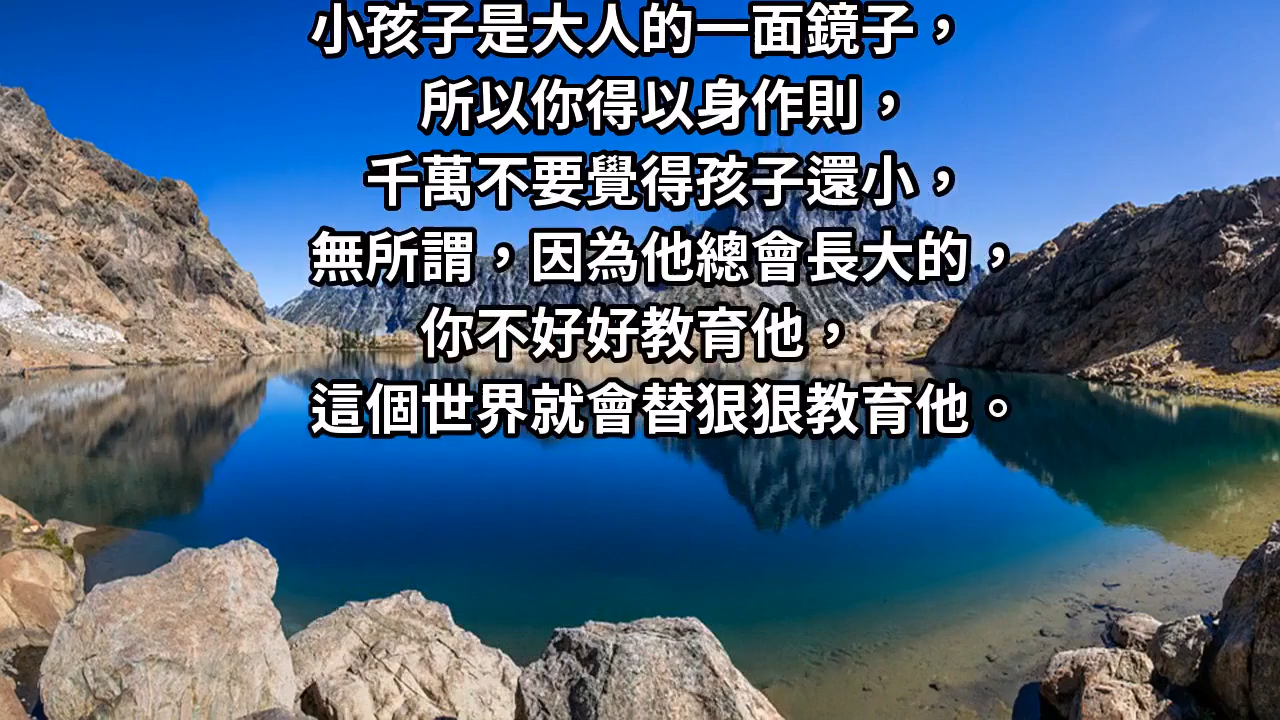 小孩子是大人的一面鏡子，
所以你得以身作則，
千萬不要覺得孩子還小，
無所謂，因為他總會長大的，
你不好好教育他，
這個世界就會替狠狠教育他。